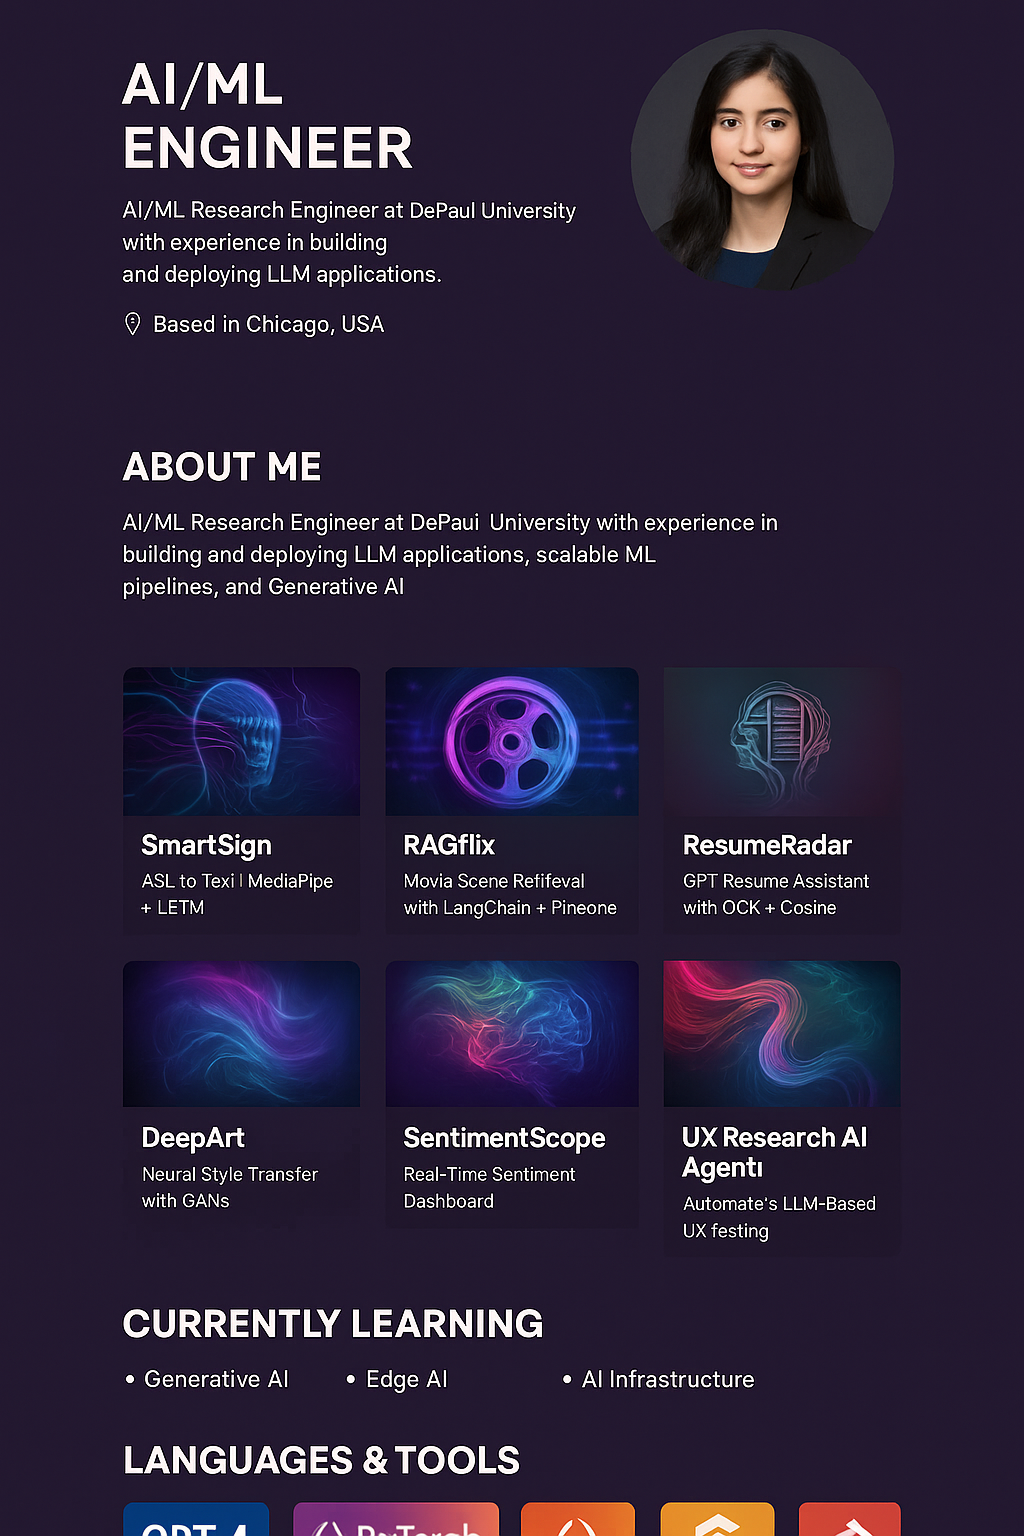 AI/ML
ENGINEER
AI/ML Research Engineer at DePaul University
with experience in building
and deploying LLM applications.
Based in Chicago, USA
ABOUT ME
AI/ML Research Engineer at DePaui University with experience in
building and deploying LLM applications, scalable ML
pipelines, and Generative AI
SmartSign
ASL to Texi | MediaPipe
+ LETM
RAGflix
Movia Scene Refifeval
with LangChain + Pineone
ResumeRadar
GPT Resume Assistant
with OCK + Cosine
DeepArt
Neural Style Transfer
with GANs
SentimentScope
Real-Time Sentiment
Dashboard
UX Research AI
Agentı
Automate's LLM-Based
UX festing
CURRENTLY LEARNING
• Generative AI • Edge AI • AI Infrastructure
LANGUAGES & TOOLS
GPT-4 PyTorch